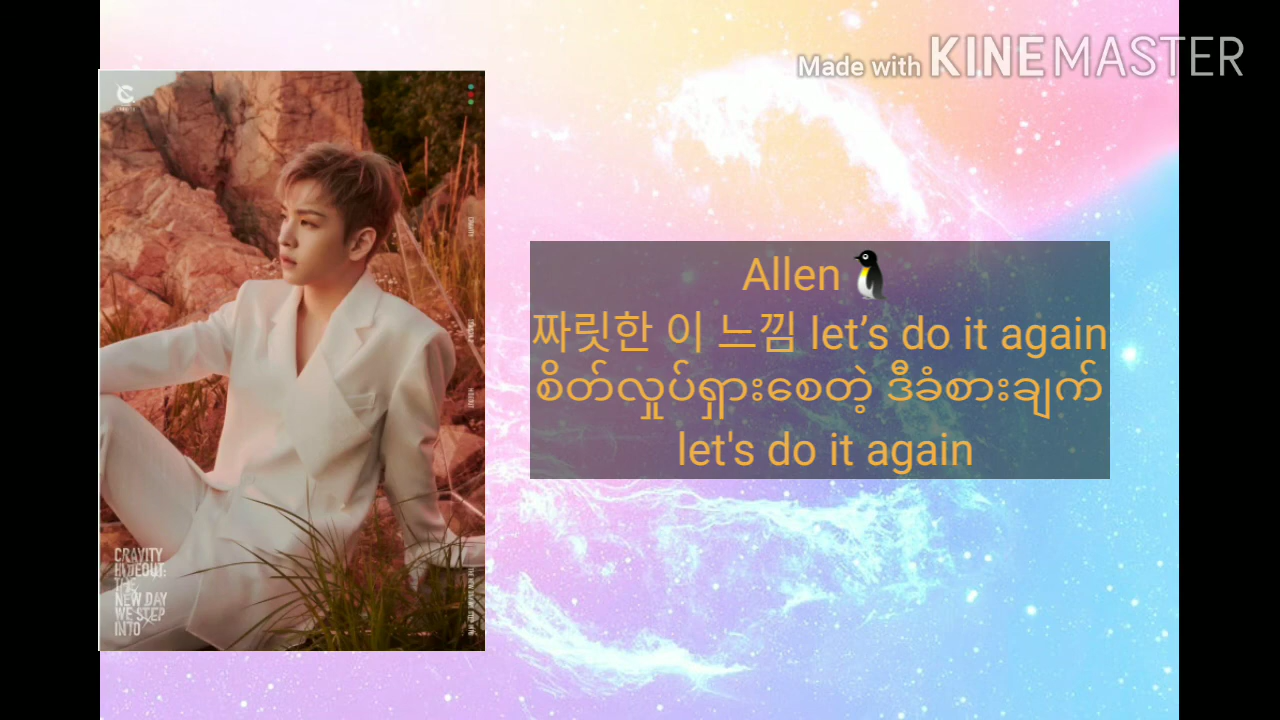 Made with KINEMASTER
Allen 🐧
짜릿한 이 느낌 let’s do it again
စိတ်လှုပ်ရှားစေတဲ့ ဒီခံစားချက်
let's do it again
CRAVITY
HIDEOUT:
THE
NEW DAY
WE STEP
INTO